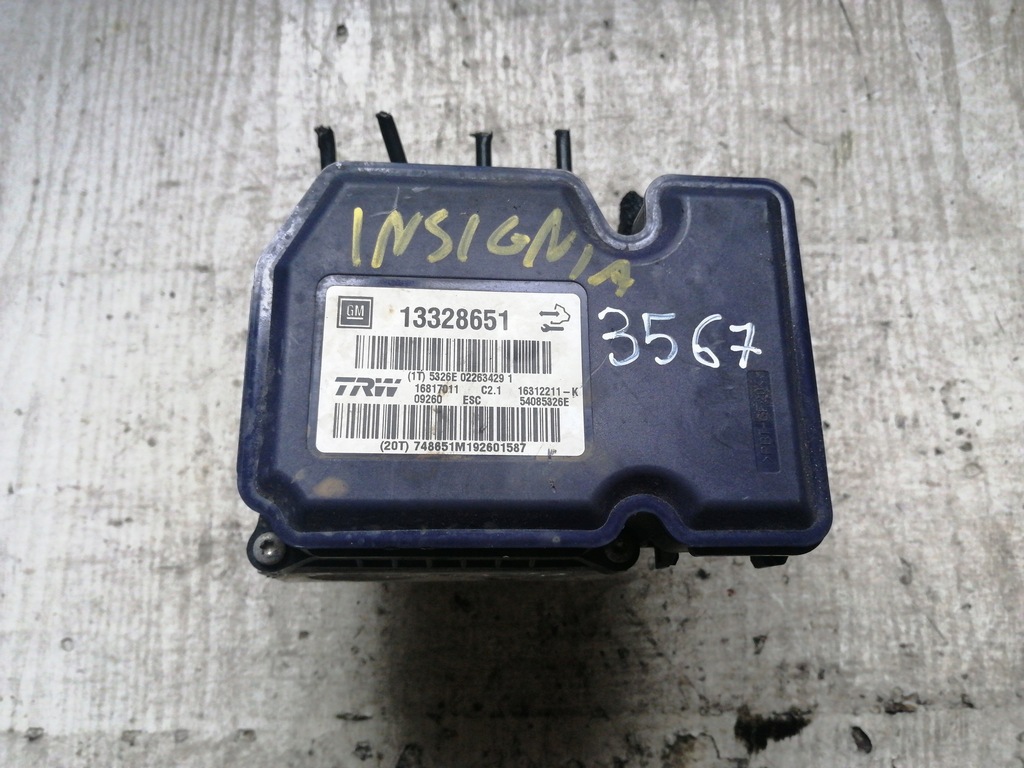 INSIGNIA
GM 13328651
3567
(1T) 5326E 02263429 1
TRW 16817011 C2.1 16312211-K
09260 ESC 54085326E
(20T) 748651M192601587